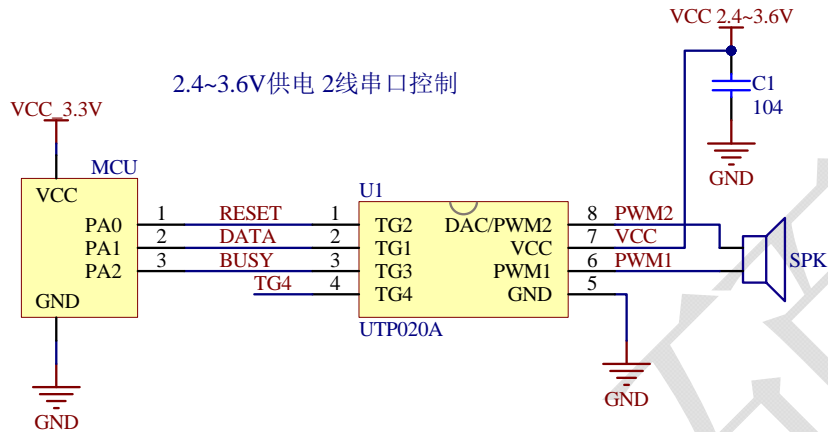 VCC 2.4~3.6V
2.4~3.6V供电 2线串口控制
C1
104
GND
VCC_3.3V
MCU
VCC
PA0
PA1
PA2
GND
1
2
3
RESET
DATA
BUSY
TG4
1
2
3
4
U1
TG2
TG1
TG3
TG4
DAC/PWM2
VCC
PWM1
GND
UTP020A
8
7
6
5
PWM2
VCC
PWM1
SPK
GND
GND